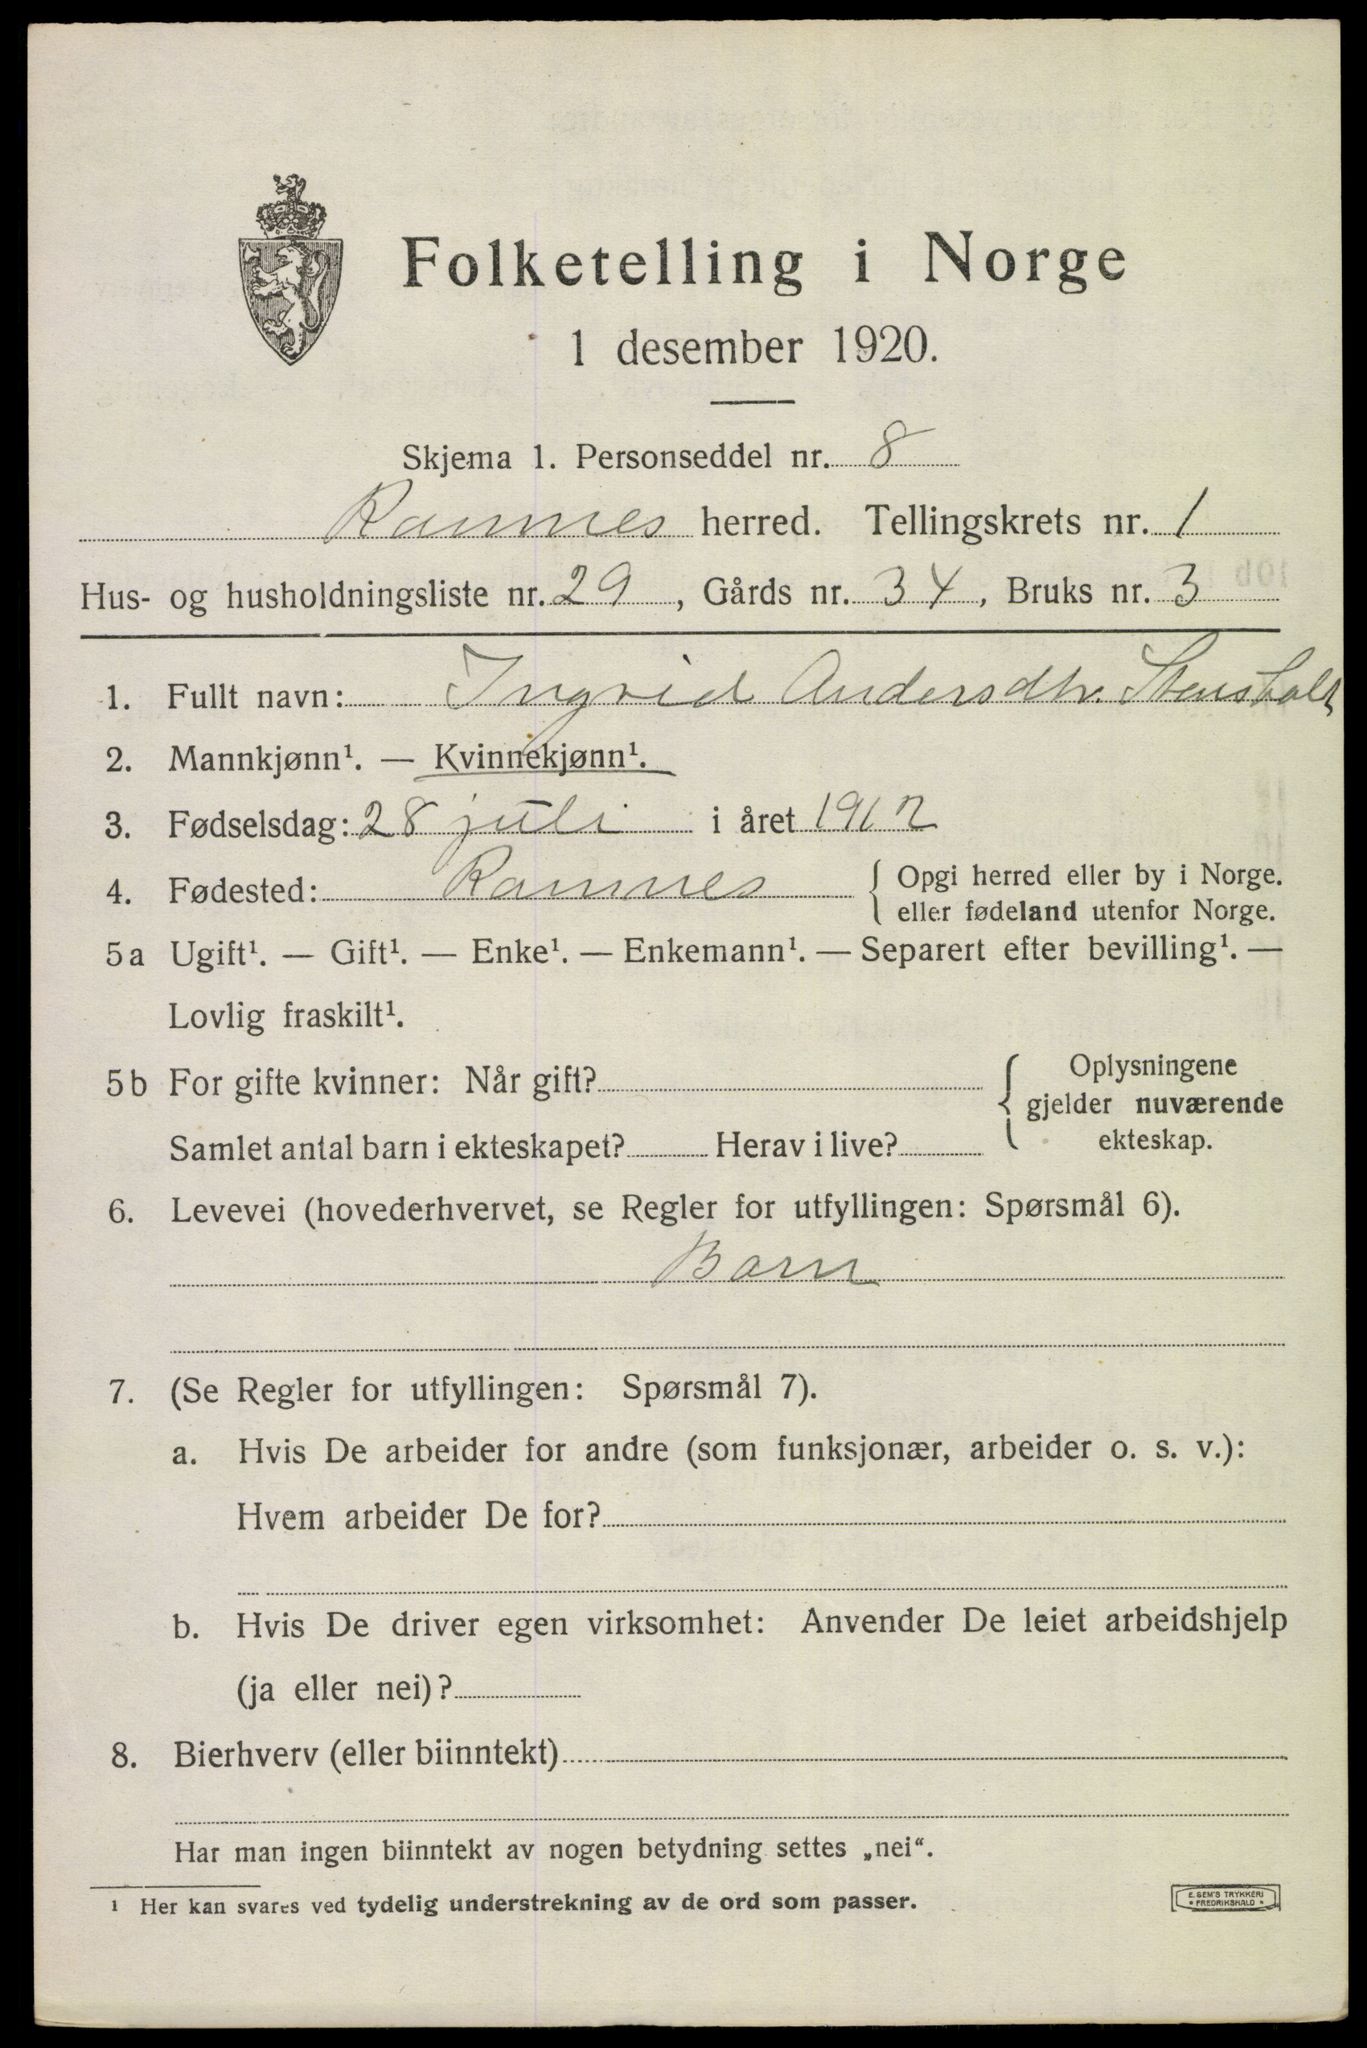 Folketelling i Norge
1 desember 1920.
Skjema 1. Personseddel nr. 8
Ramnes herred. Tellingskrets nr. 1
Hus- og husholdningsliste nr. 29, Gårds nr. 34, Bruks nr. 3
1. Fullt navn: Ingrid Andersdtr. Stensholt
2. Mannkjønn¹. — Kvinnekjønn¹.
3. Fødselsdag: 28 juli i året 1912
4. Fødested: Ramnes { Opgi herred eller by i Norge.
eller fødeland utenfor Norge.
5a Ugift¹. — Gift¹. — Enke¹. — Enkemann¹. — Separert efter bevilling¹. —
Lovlig fraskilt¹.
5b For gifte kvinner: Når gift? { Oplysningene
gjelder nuværende
Samlet antal barn i ekteskapet? Herav i live? ekteskap.
6. Levevei (hovederhvervet, se Regler for utfyllingen: Spørsmål 6).
Barn
7. (Se Regler for utfyllingen: Spørsmål 7).
a. Hvis De arbeider for andre (som funksjonær, arbeider o. s. v.):
Hvem arbeider De for?
b. Hvis De driver egen virksomhet: Anvender De leiet arbeidshjelp
(ja eller nei)?
8. Bierhverv (eller biinntekt)
Har man ingen biinntekt av nogen betydning settes „nei“.
¹ Her kan svares ved tydelig understrekning av de ord som passer.
E. SEM'S TRYKKERI
• FREDRIKSHALD •